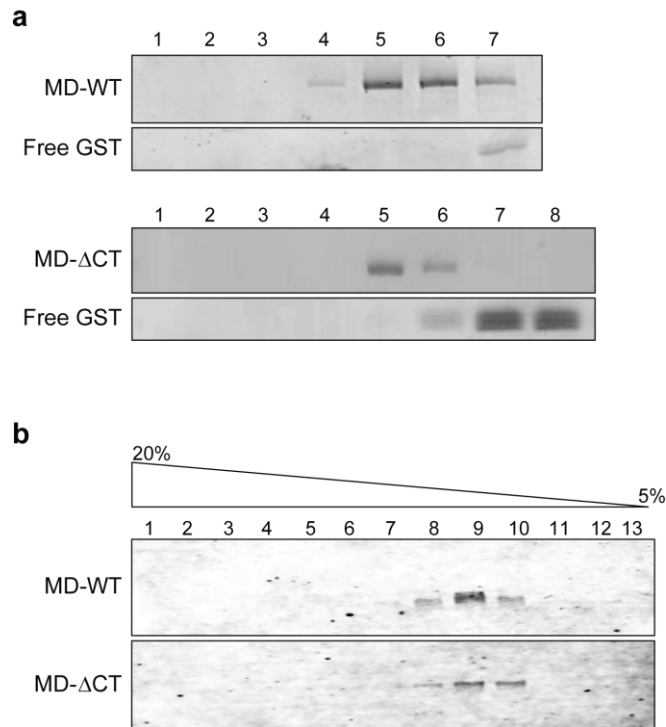 a
1 2 3 4 5 6 7
MD-WT
Free GST
1 2 3 4 5 6 7 8
MD-ΔCT
Free GST
b
20%
5%
1 2 3 4 5 6 7 8 9 10 11 12 13
MD-WT
MD-ΔCT